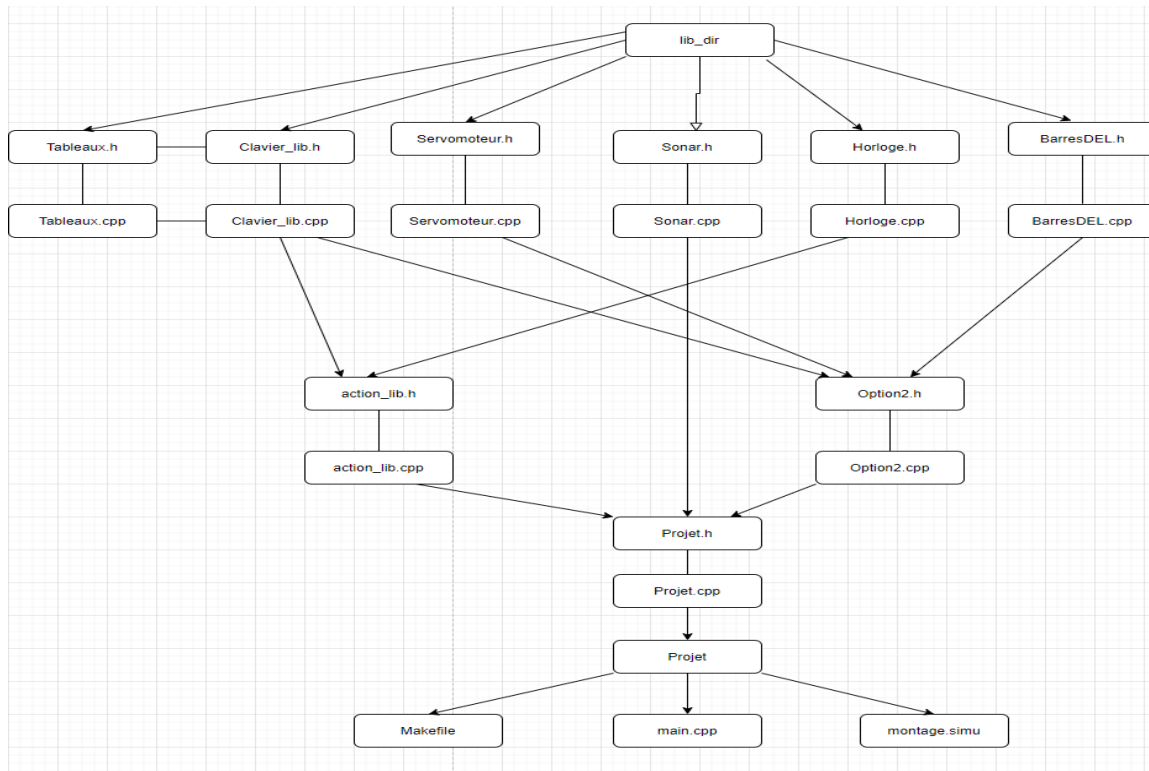 lib_dir
Tableaux.h
Clavier_lib.h
Servomoteur.h
Sonar.h
Horloge.h
BarresDEL.h
Tableaux.cpp
Clavier_lib.cpp
Servomoteur.cpp
Sonar.cpp
Horloge.cpp
BarresDEL.cpp
action_lib.h
Option2.h
action_lib.cpp
Option2.cpp
Projet.h
Projet.cpp
Projet
Makefile
main.cpp
montage.simu